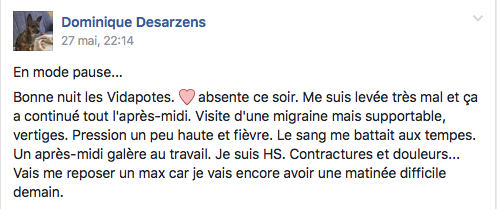 Dominique Desarzens
27 mai, 22:14
En mode pause...
Bonne nuit les Vidapotes. absente ce soir. Me suis levée très mal et ça
a continué tout l'après-midi. Visite d'une migraine mais supportable,
vertiges. Pression un peu haute et fièvre. Le sang me battait aux tempes.
Un après-midi galère au travail. Je suis HS. Contractures et douleurs...
Vais me reposer un max car je vais encore avoir une matinée difficile
demain.